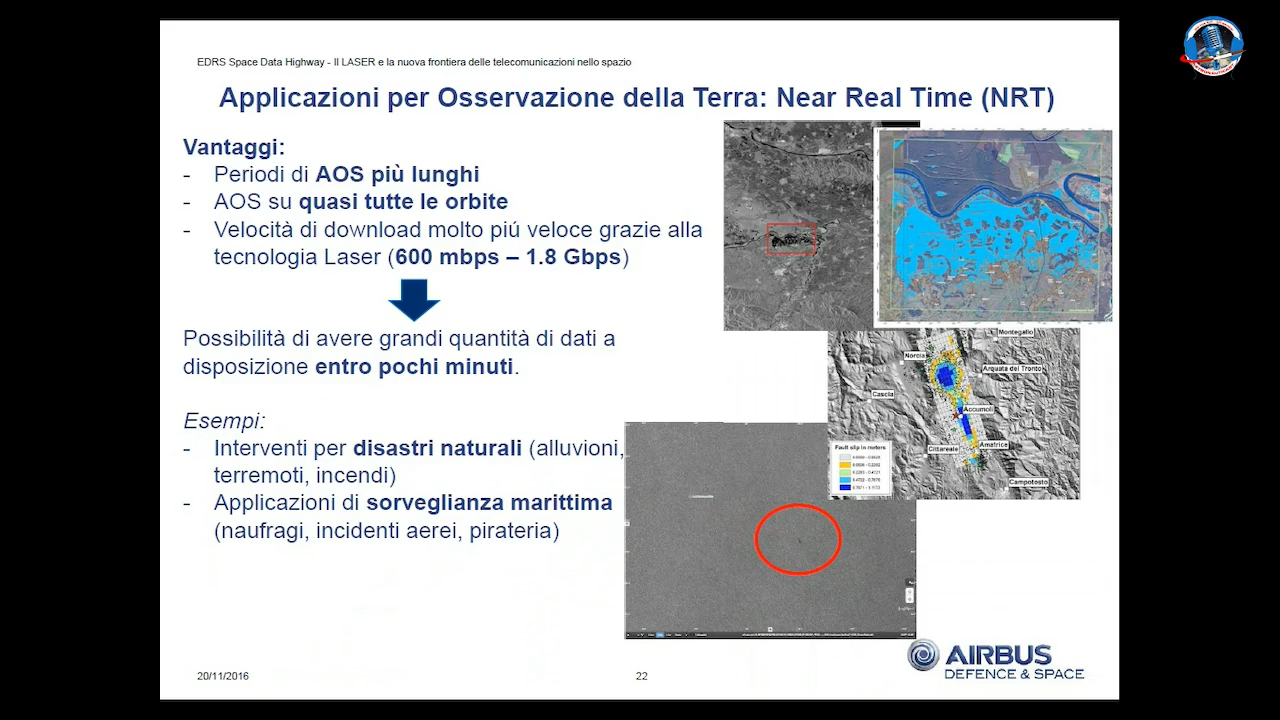 EDRS Space Data Highway - Il LASER e la nuova frontiera delle telecomunicazioni nello spazio
Applicazioni per Osservazione della Terra: Near Real Time (NRT)
Vantaggi:
- Periodi di AOS più lunghi
- AOS su quasi tutte le orbite
- Velocità di download molto piú veloce grazie alla
tecnologia Laser (600 mbps – 1.8 Gbps)
Possibilità di avere grandi quantità di dati a
disposizione entro pochi minuti.
Esempi:
- Interventi per disastri naturali (alluvioni,
terremoti, incendi)
- Applicazioni di sorveglianza marittima
(naufragi, incidenti aerei, pirateria)
Montegallo
Norcia
Arquata del Tronto
Cascia
Accumoli
Cittareale
Amatrice
Campotosto
Fault slip in meters
AIRBUS
DEFENCE & SPACE
20/11/2016
22